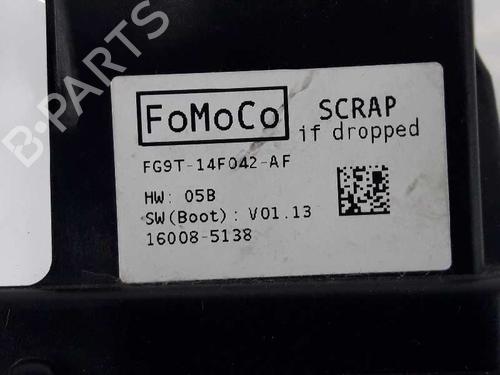 FoMoCo
SCRAP
if dropped
FG9T-14F042-AF
HW: 05B
SW(Boot): V01.13
16008-5138
B-PARTS